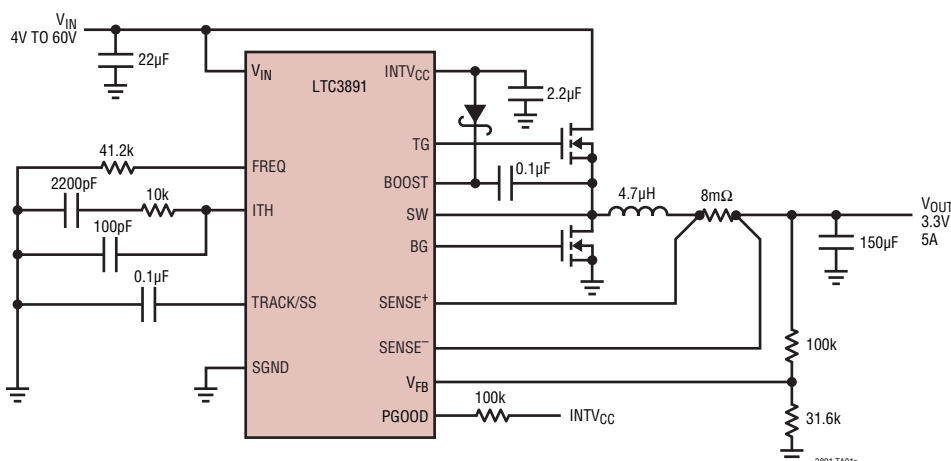 VIN
4V TO 60V
22µF
VIN
LTC3891
INTVCC
2.2µF
TG
41.2k
FREQ
BOOST
0.1µF
2200pF
10k
ITH
SW
4.7µH
8mΩ
VOUT
3.3V
5A
100pF
BG
150µF
0.1µF
TRACK/SS
SENSE+
SENSE–
100k
SGND
VFB
PGOOD
100k
INTVCC
31.6k
3891 TA01a